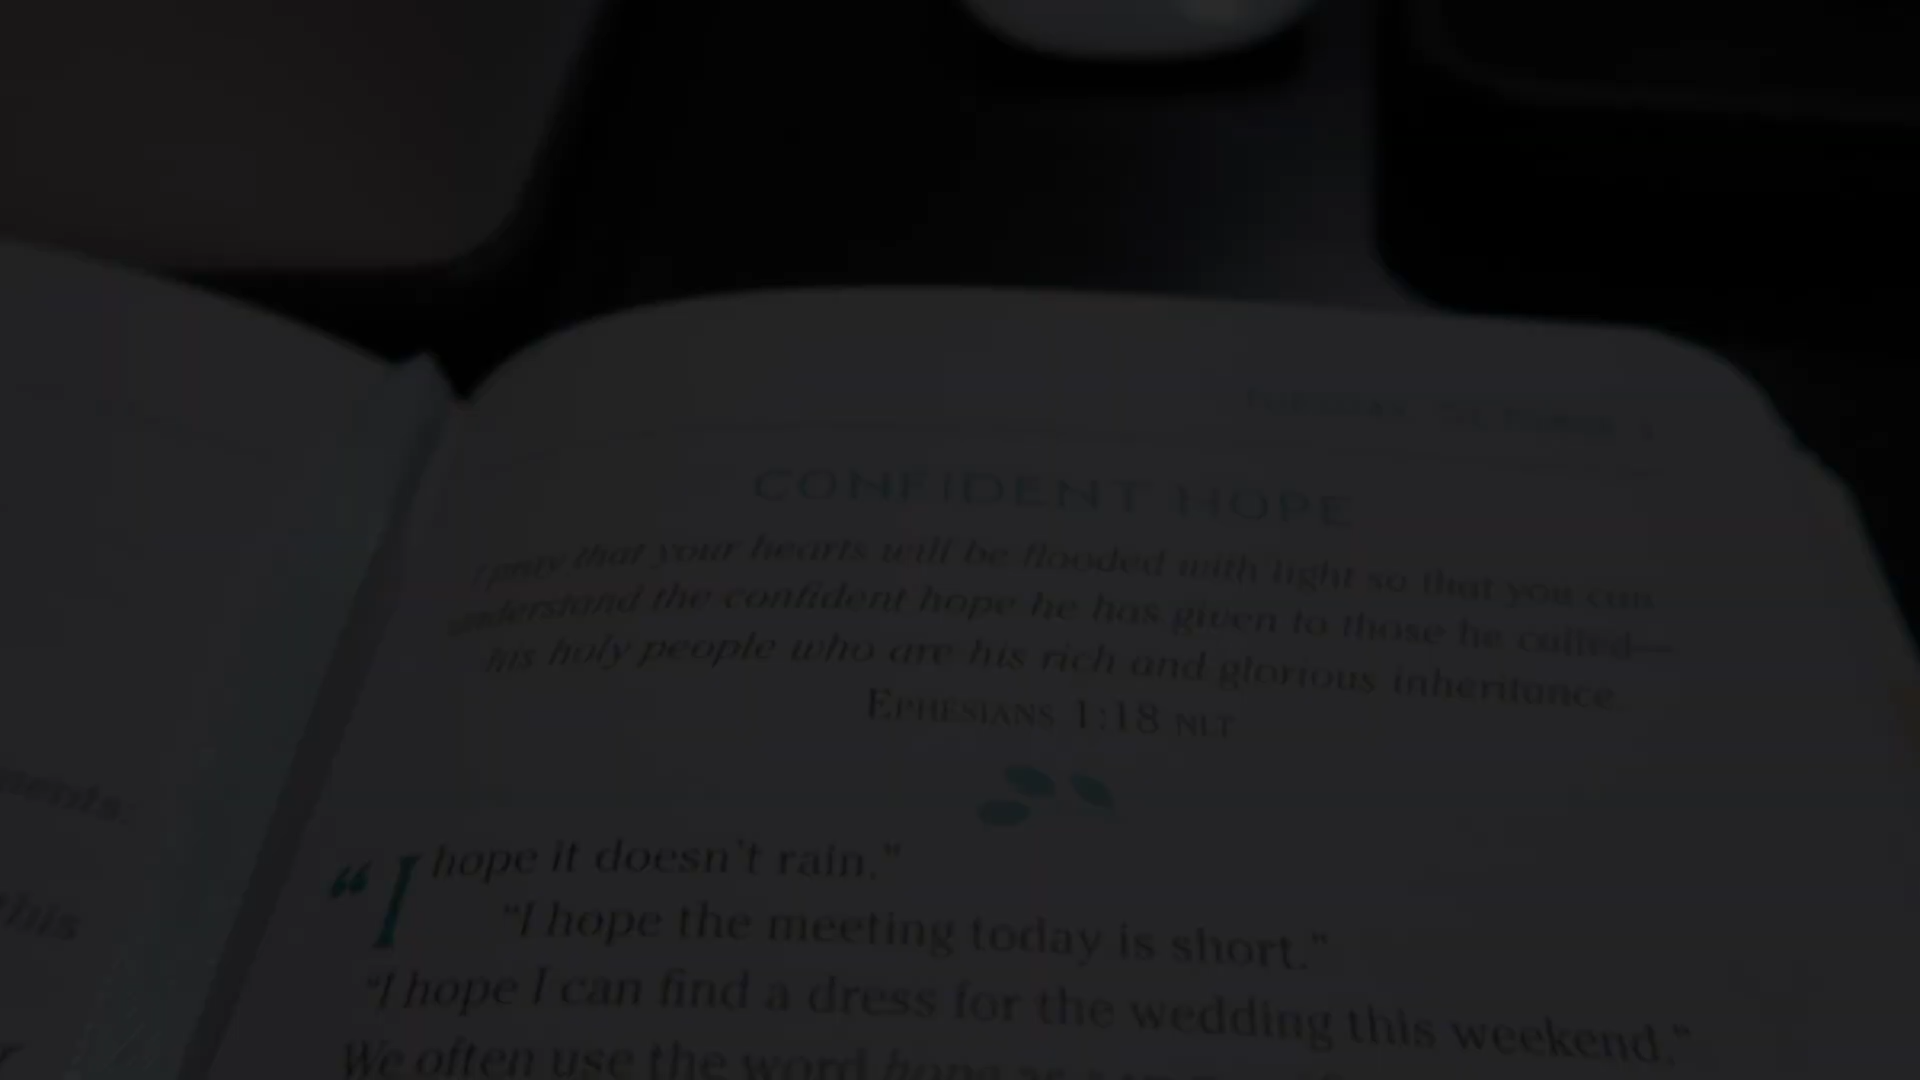 CONFIDENT HOPE
I pray that your hearts will be flooded with light so that you can
understand the confident hope he has given to those he called—
his holy people who are his rich and glorious inheritance.
EPHESIANS 1:18 NLT
“I hope it doesn’t rain.”
“I hope the meeting today is short.”
“I hope I can find a dress for the wedding this weekend.”
We often use the word hope
this